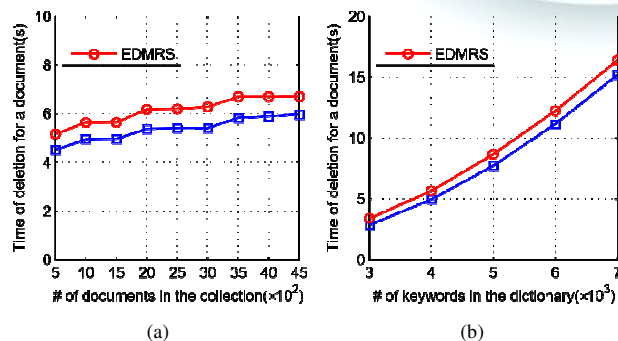 10
8
6
4
2
0
Time of deletion for a document(s)
EDMRS
5 10 15 20 25 30 35 40 45
# of documents in the collection(×10²)
(a)
20
15
10
5
0
Time of deletion for a document(s)
EDMRS
3 4 5 6 7
# of keywords in the dictionary(×10³)
(b)